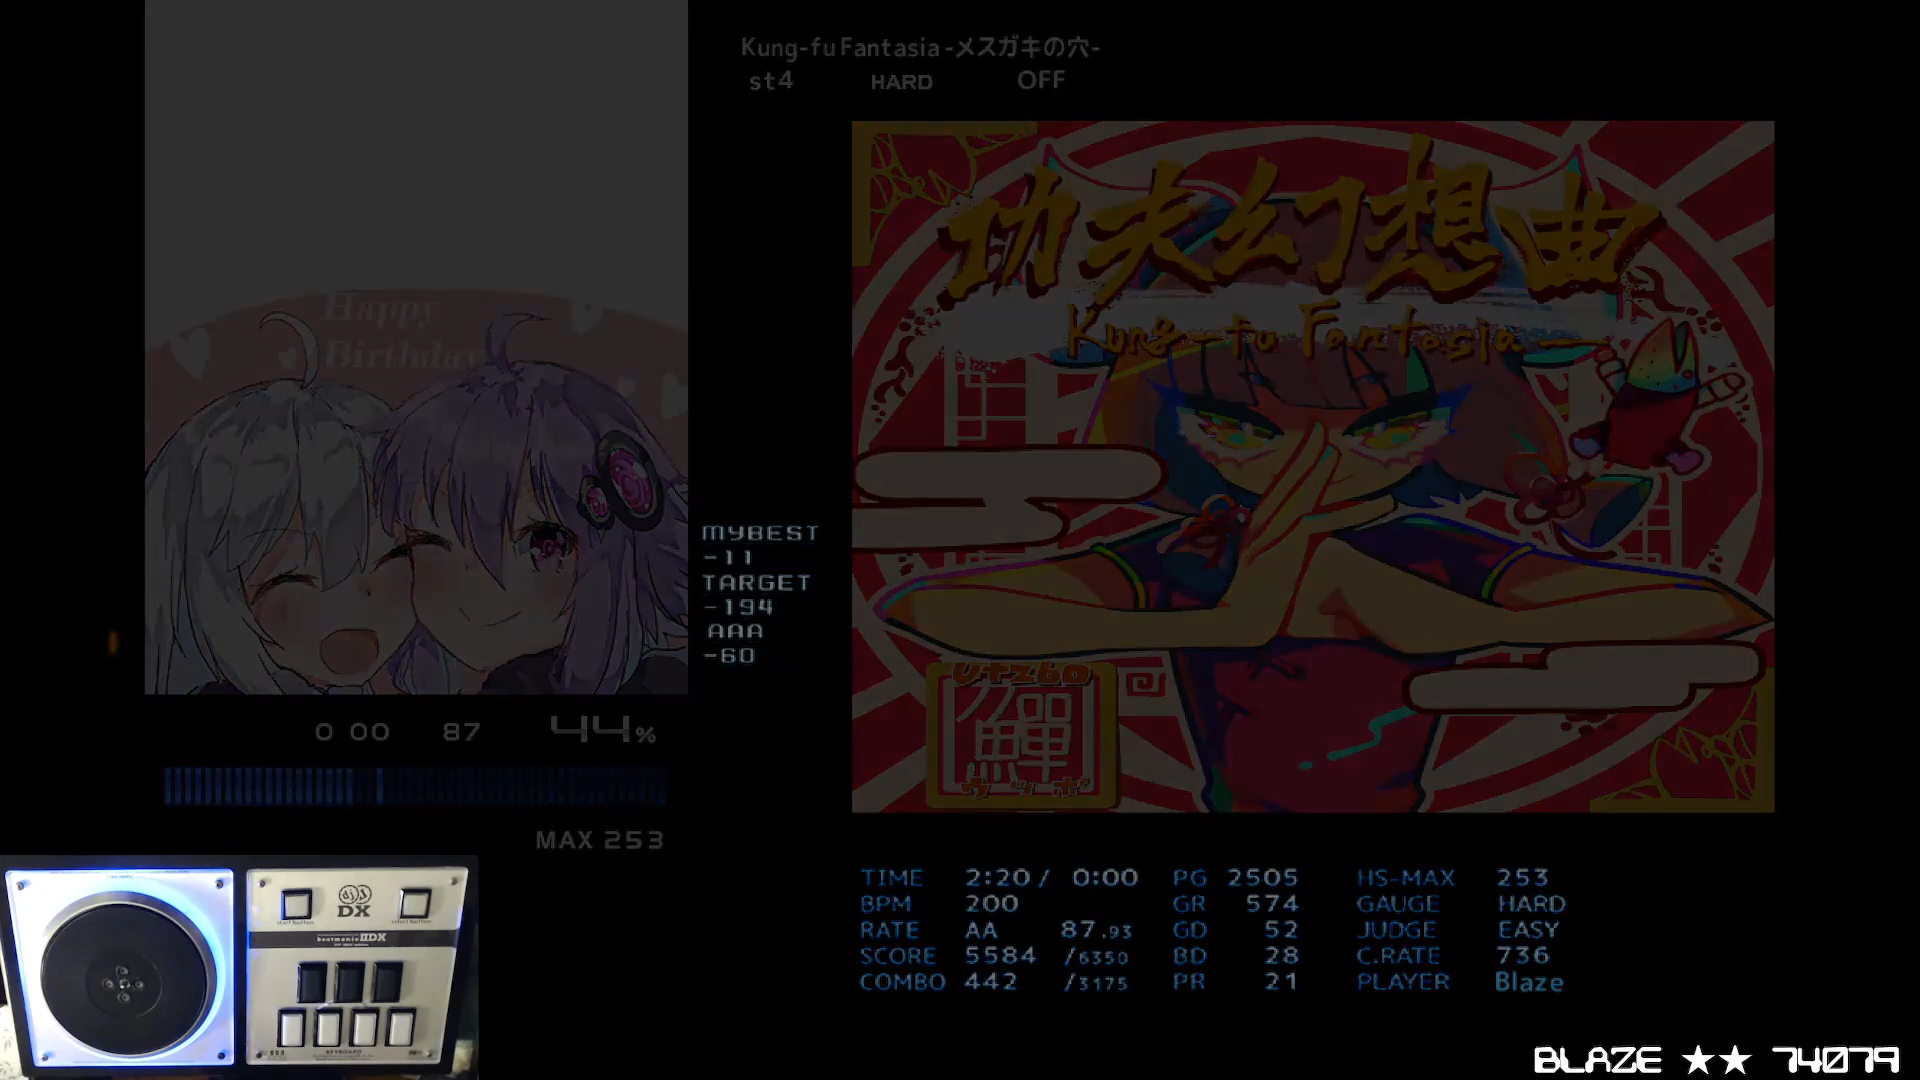 Kung-fu Fantasia -メスガキの穴-
st4 HARD OFF
功夫幻想曲
Kung-fu Fantasia
Happy
Birthday
MYBEST
-11
TARGET
-194
AAA
-60
0 00 87 44%
MAX 253
TIME 2:20 / 0:00 PG 2505 HS-MAX 253
BPM 200 GR 574 GAUGE HARD
RATE AA 87.93 GD 52 JUDGE EASY
SCORE 5584 /6350 BD 28 C.RATE 736
COMBO 442 /3175 PR 21 PLAYER Blaze
DX
beatmania IIDX
BLAZE ★★ 74079